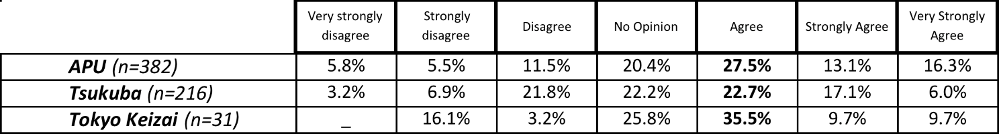 Very strongly disagree Strongly disagree Disagree No Opinion Agree Strongly Agree Very Strongly Agree
APU (n=382) 5.8% 5.5% 11.5% 20.4% 27.5% 13.1% 16.3%
Tsukuba (n=216) 3.2% 6.9% 21.8% 22.2% 22.7% 17.1% 6.0%
Tokyo Keizai (n=31) _ 16.1% 3.2% 25.8% 35.5% 9.7% 9.7%